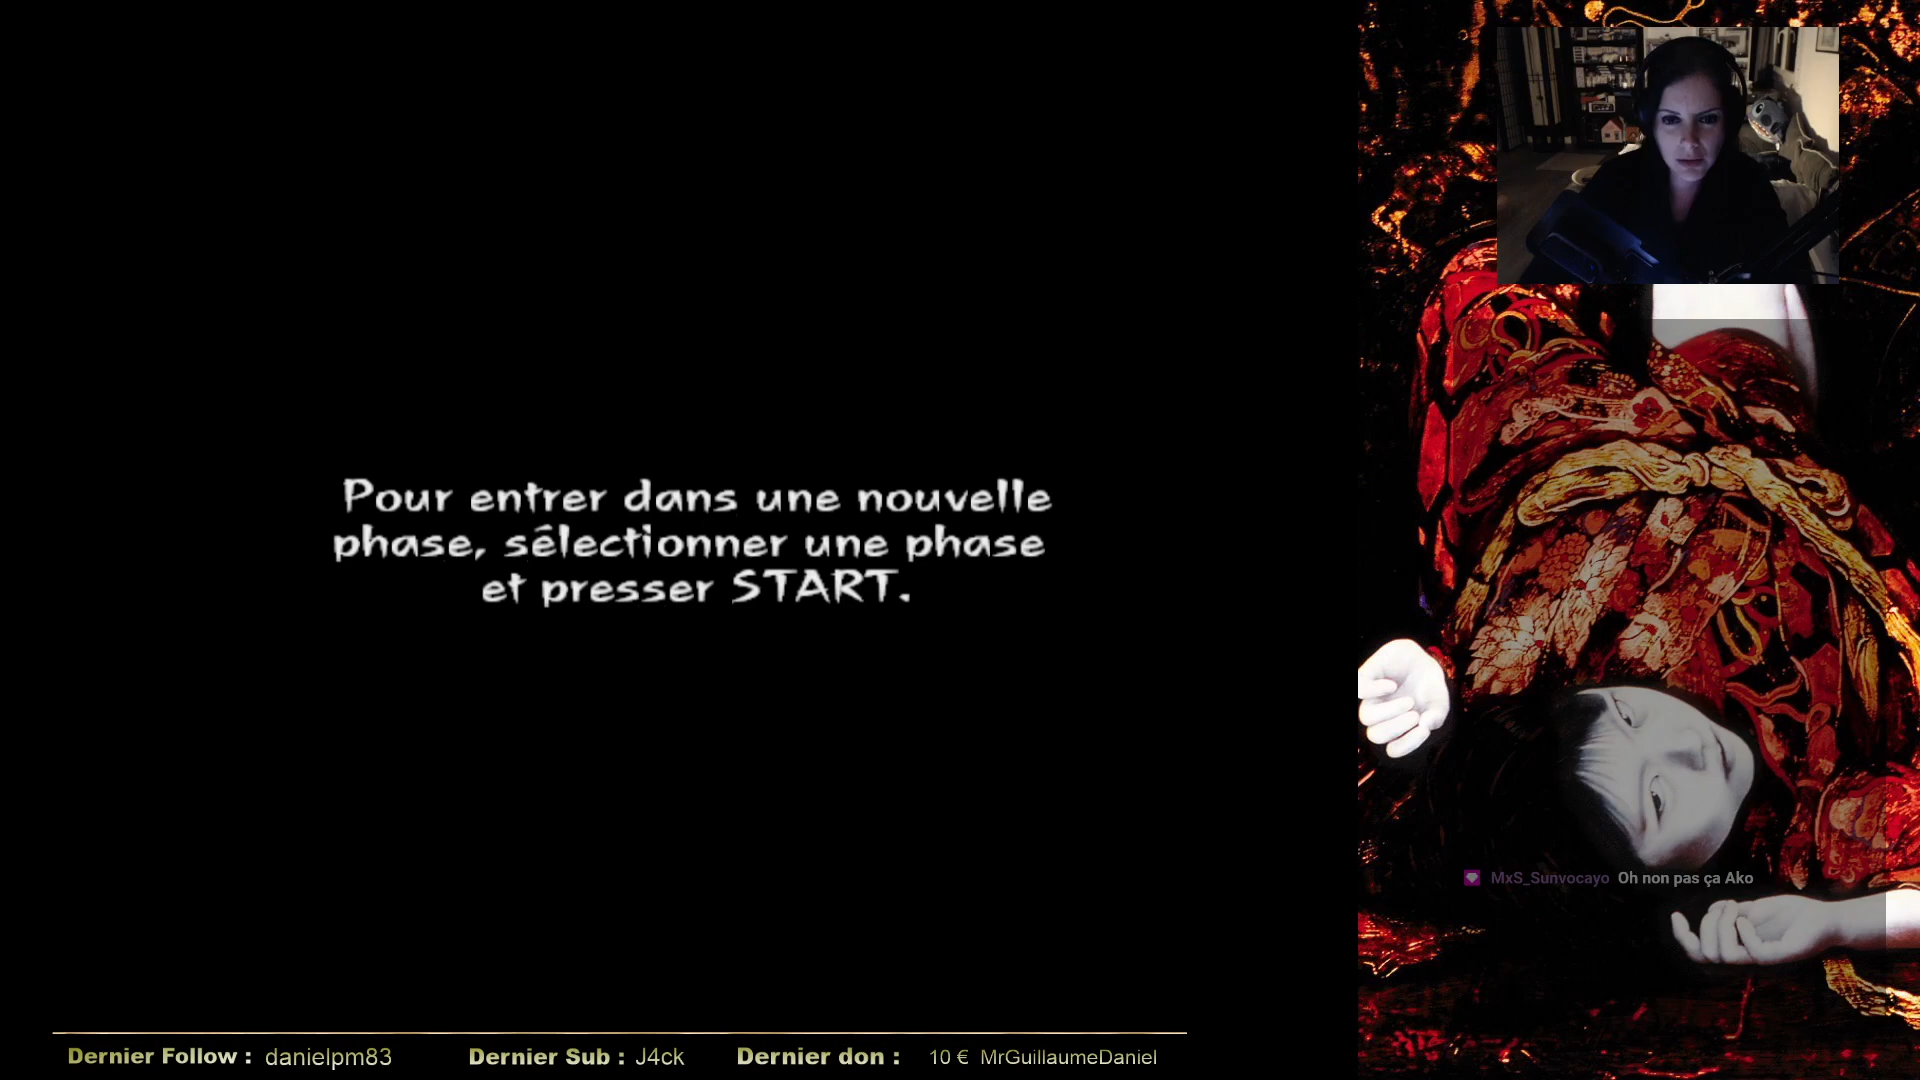 Pour entrer dans une nouvelle
phase, sélectionner une phase
et presser START.
MxS_Sunvocayo Oh non pas ça Ako
Dernier Follow : danielpm83 Dernier Sub : J4ck Dernier don : 10 € MrGuillaumeDaniel